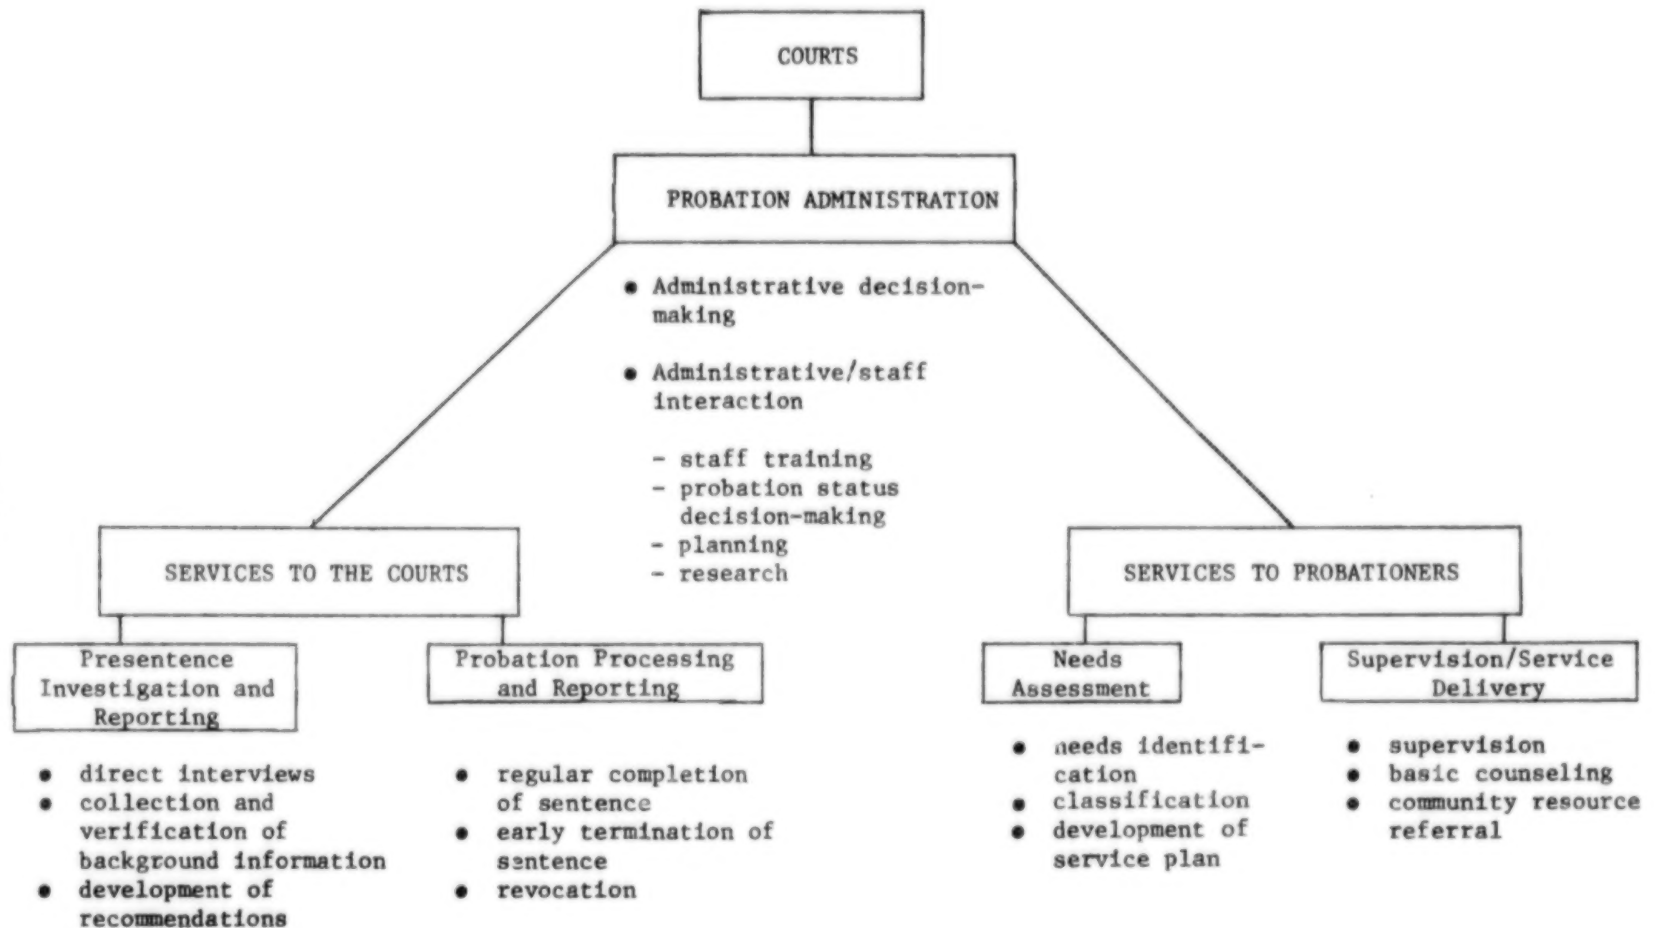 COURTS
PROBATION ADMINISTRATION
● Administrative decision-
making
● Administrative/staff
interaction
- staff training
- probation status
decision-making
- planning
- research
SERVICES TO THE COURTS
Presentence
Investigation and
Reporting
● direct interviews
● collection and
verification of
background information
● development of
recommendations
Probation Processing
and Reporting
● regular completion
of sentence
● early termination of
sentence
● revocation
SERVICES TO PROBATIONERS
Needs
Assessment
● needs identifi-
cation
● classification
● development of
service plan
Supervision/Service
Delivery
● supervision
● basic counseling
● community resource
referral